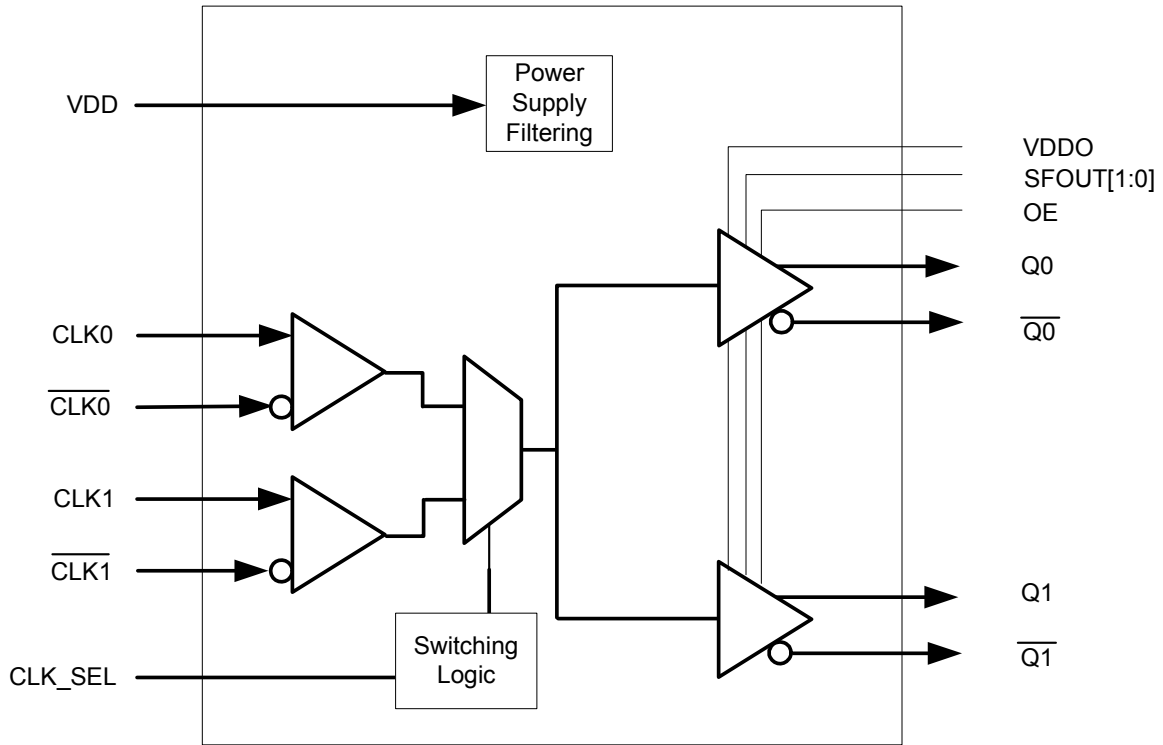 VDD
Power
Supply
Filtering
VDDO
SFOUT[1:0]
OE
Q0
Q0
CLK0
CLK0
CLK1
CLK1
Q1
Q1
Switching
Logic
CLK_SEL